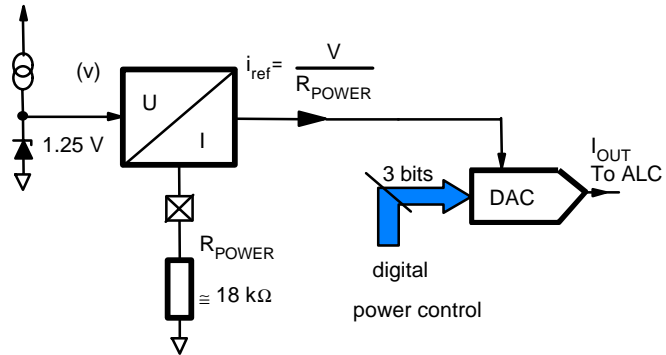 (v)
i_ref = V / R_POWER
U
I
1.25 V
3 bits
I_OUT
To ALC
DAC
R_POWER
≅ 18 kΩ
digital
power control